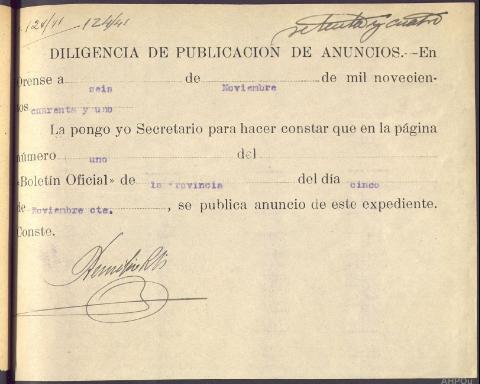 124/41 12/4/41 setenta y cuatro
DILIGENCIA DE PUBLICACION DE ANUNCIOS.—En
Orense a seis de Noviembre de mil novecien-
tos cuarenta y uno
La pongo yo Secretario para hacer constar que en la página
número uno del
«Boletín Oficial» de la Provincia del día cinco
de Noviembre cte. , se publica anuncio de este expediente.
Conste.